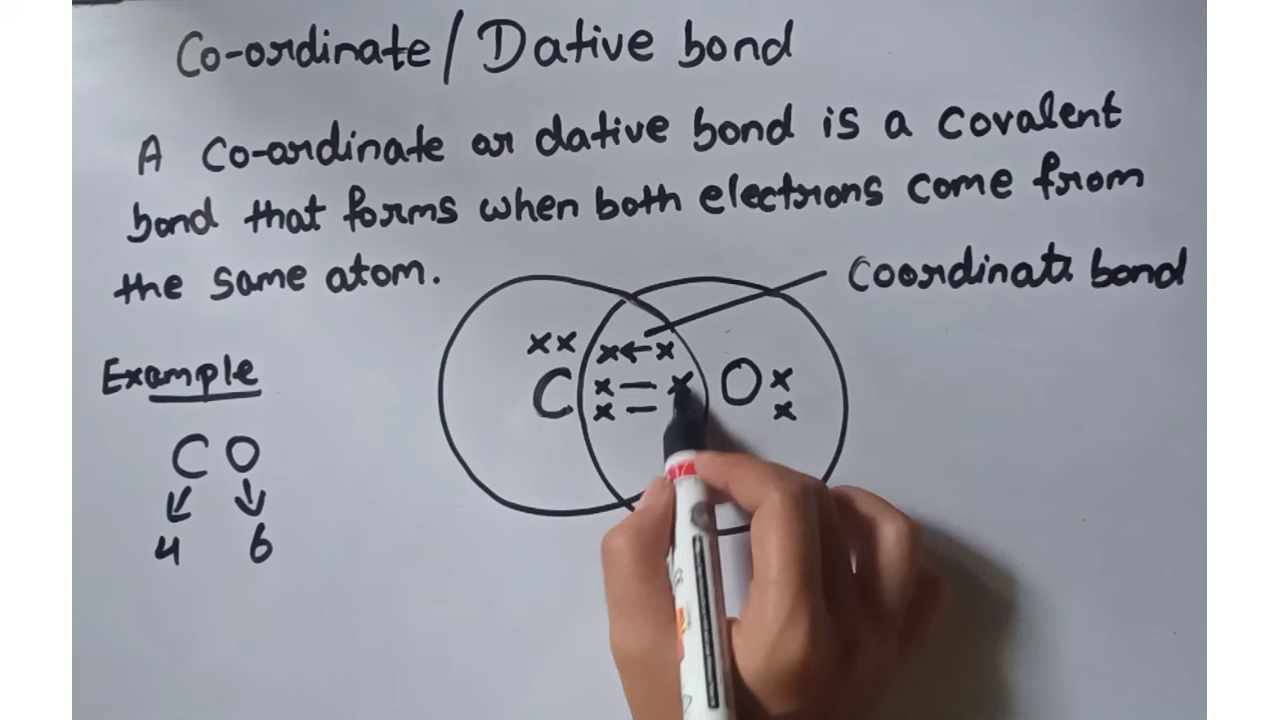 Co-ordinate/Dative bond
A Co-ordinate or dative bond is a covalent
bond that forms when both electrons come from
the same atom.
Coordinate bond
Example
xx
x←x
C x — x O x
x — x
C O
4 6